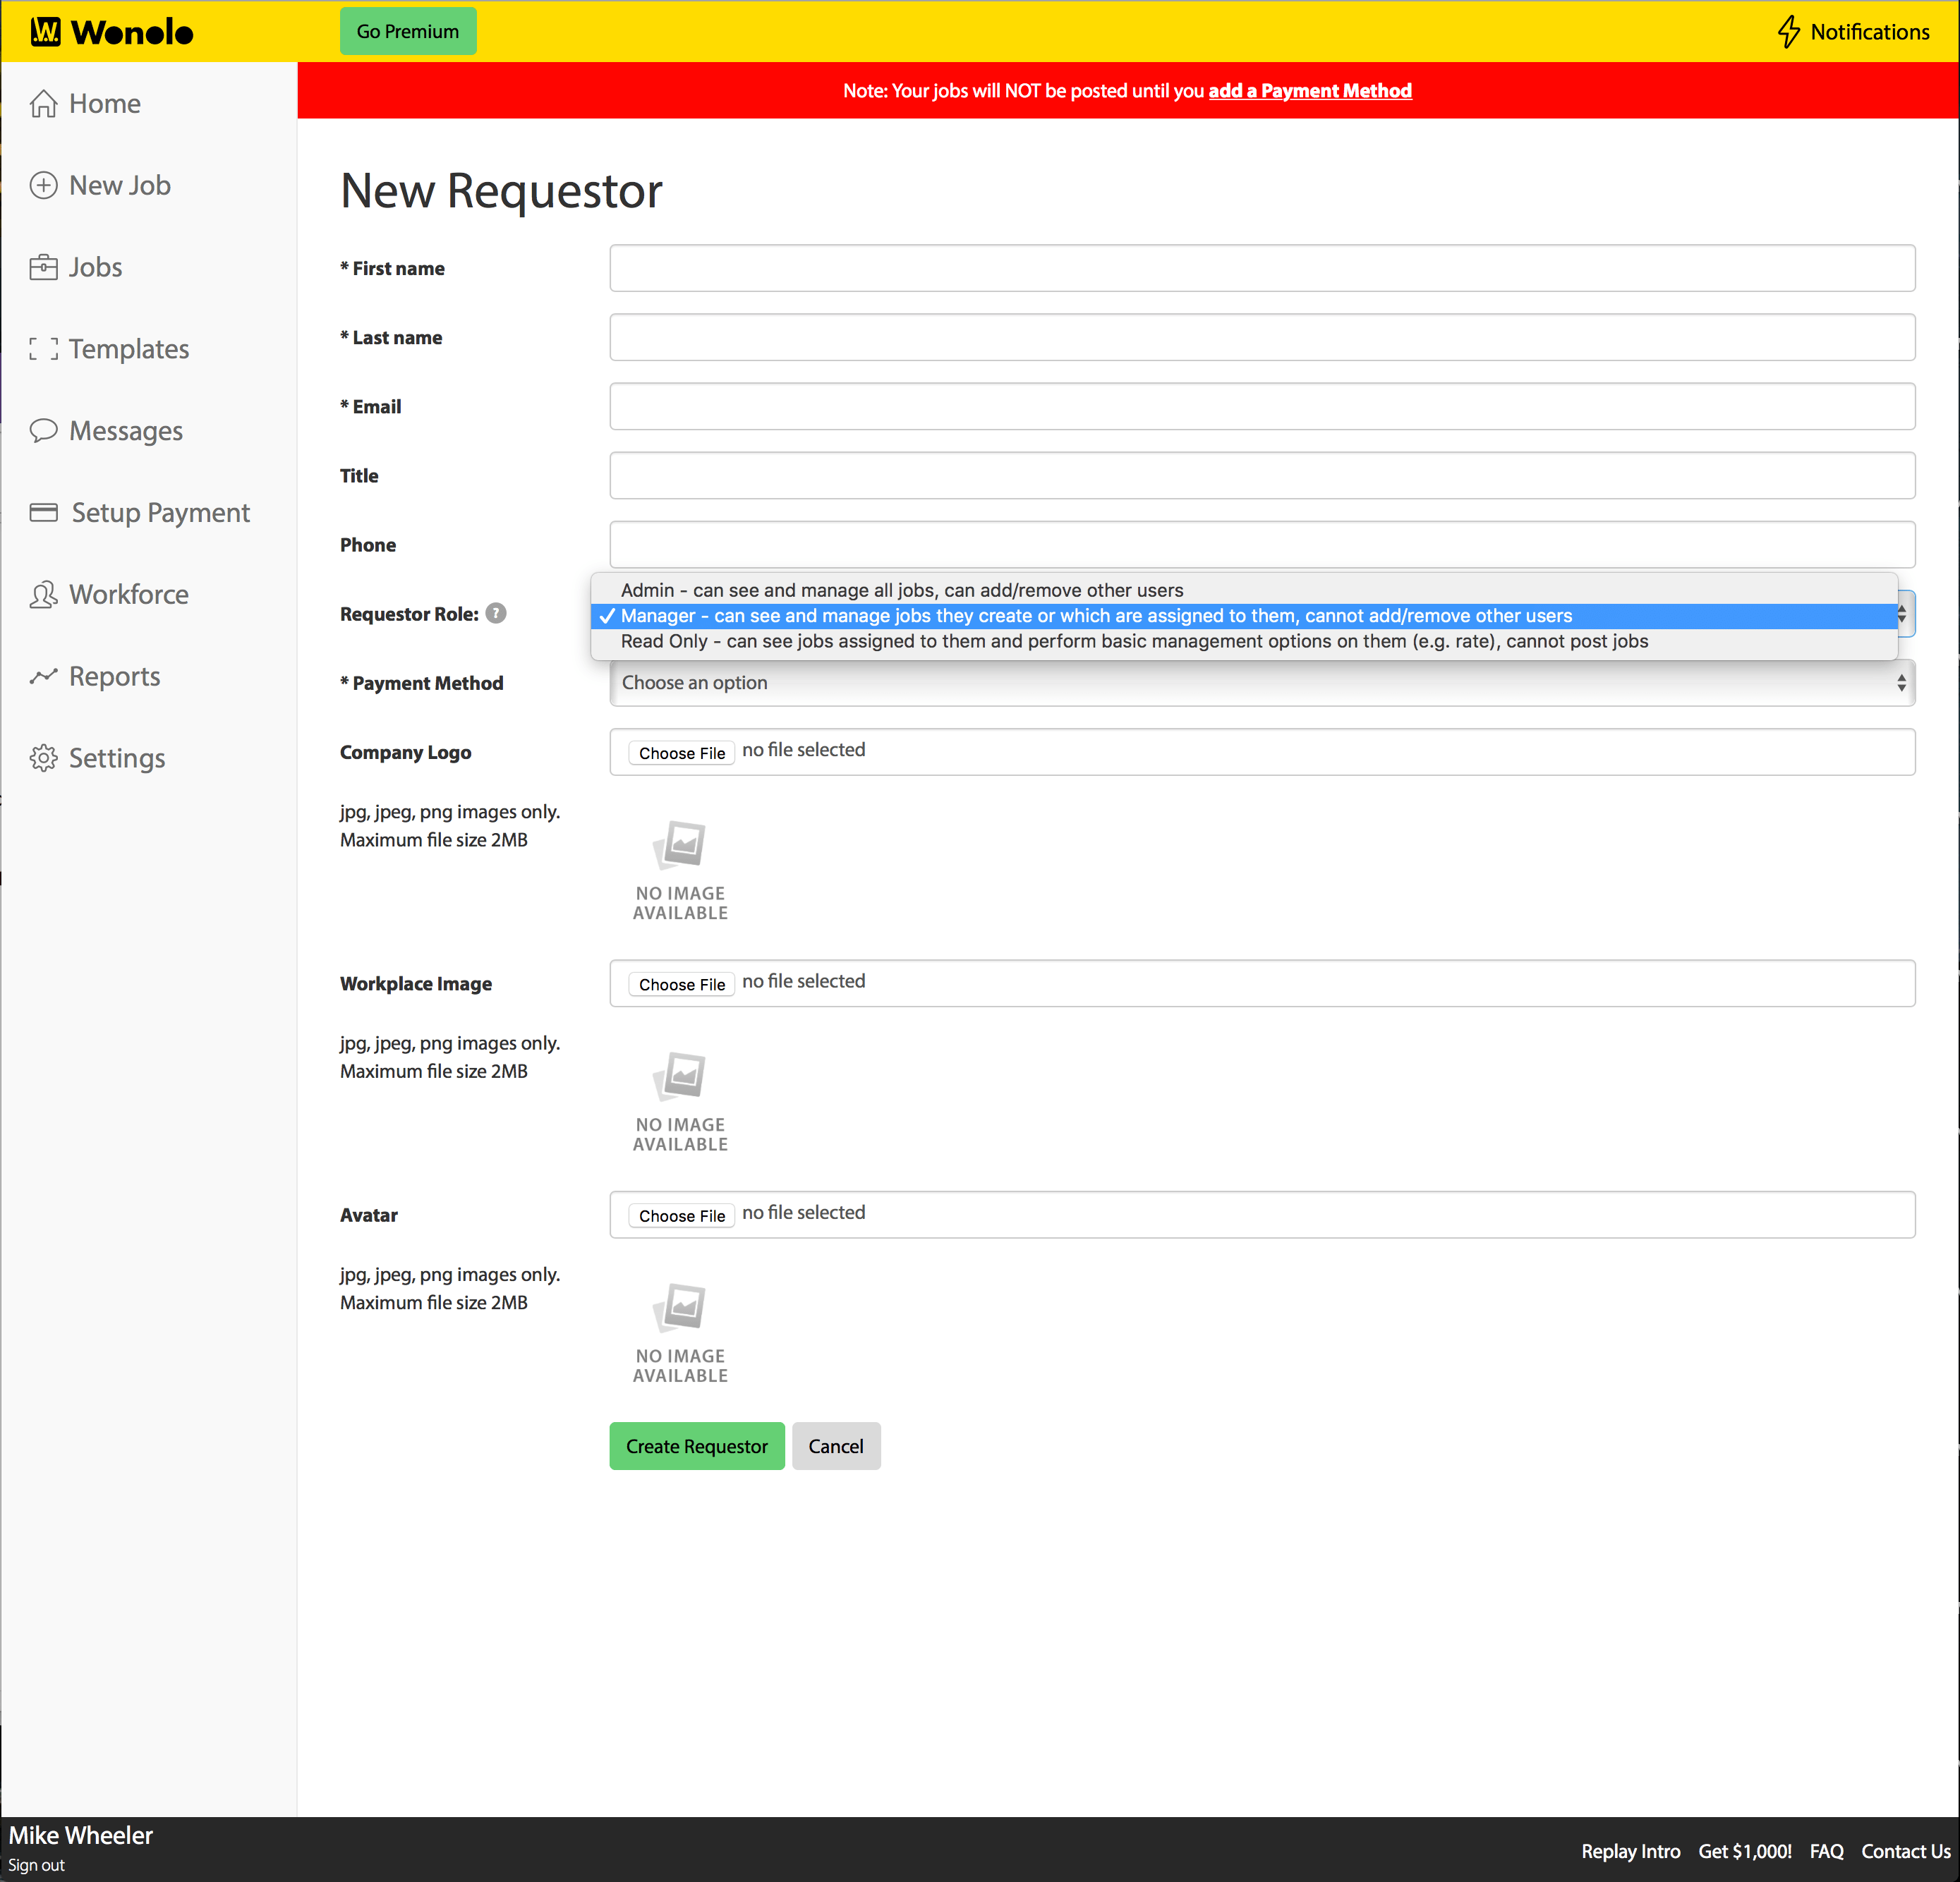 W Wonolo
Go Premium
Notifications
Note: Your jobs will NOT be posted until you add a Payment Method
Home
New Job
Jobs
Templates
Messages
Setup Payment
Workforce
Reports
Settings
New Requestor
* First name
* Last name
* Email
Title
Phone
Requestor Role: ?
Admin - can see and manage all jobs, can add/remove other users
✓ Manager - can see and manage jobs they create or which are assigned to them, cannot add/remove other users
Read Only - can see jobs assigned to them and perform basic management options on them (e.g. rate), cannot post jobs
* Payment Method
Choose an option
Company Logo
Choose File no file selected
jpg, jpeg, png images only.
Maximum file size 2MB
NO IMAGE
AVAILABLE
Workplace Image
Choose File no file selected
jpg, jpeg, png images only.
Maximum file size 2MB
NO IMAGE
AVAILABLE
Avatar
Choose File no file selected
jpg, jpeg, png images only.
Maximum file size 2MB
NO IMAGE
AVAILABLE
Create Requestor
Cancel
Mike Wheeler
Sign out
Replay Intro
Get $1,000!
FAQ
Contact Us